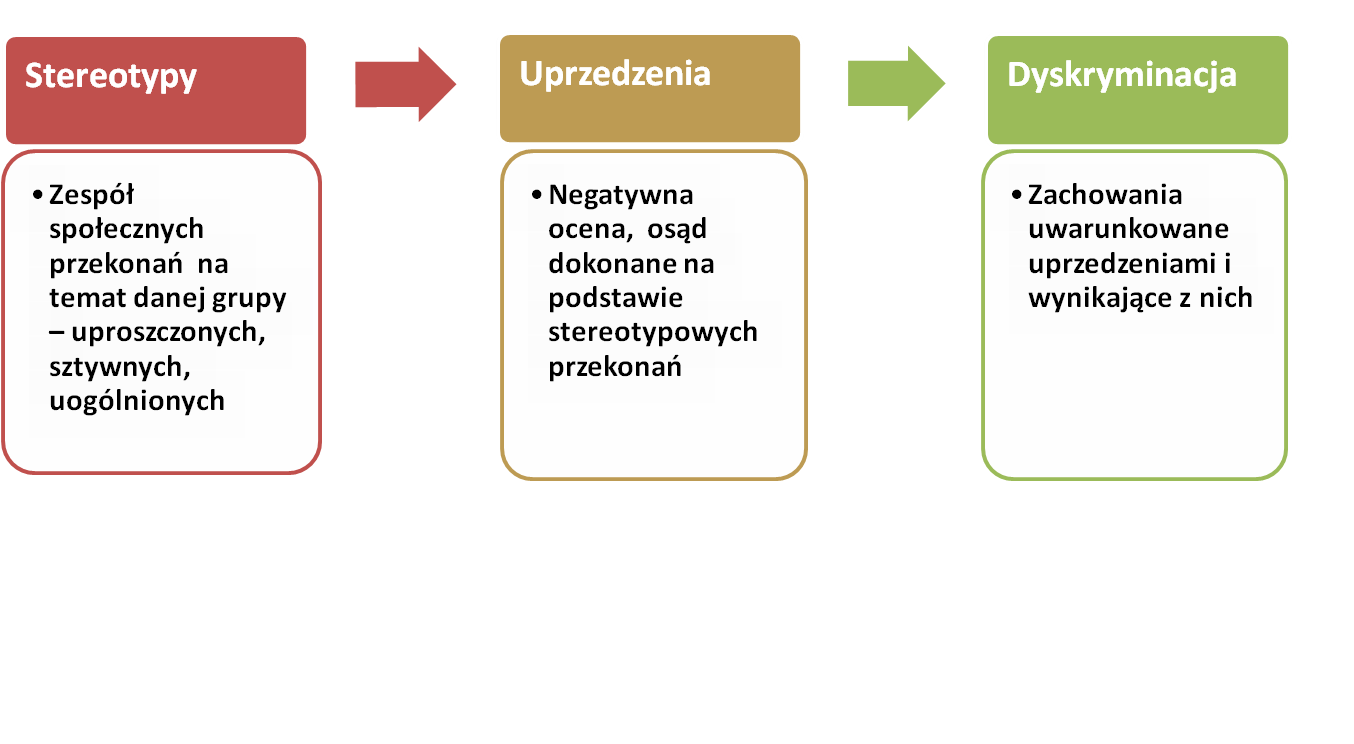 Stereotypy
• Zespół
społecznych
przekonań na
temat danej grupy
– uproszczonych,
sztywnych,
uogólnionych
Uprzedzenia
• Negatywna
ocena, osąd
dokonane na
podstawie
stereotypowych
przekonań
Dyskryminacja
• Zachowania
uwarunkowane
uprzedzeniami i
wynikające z nich